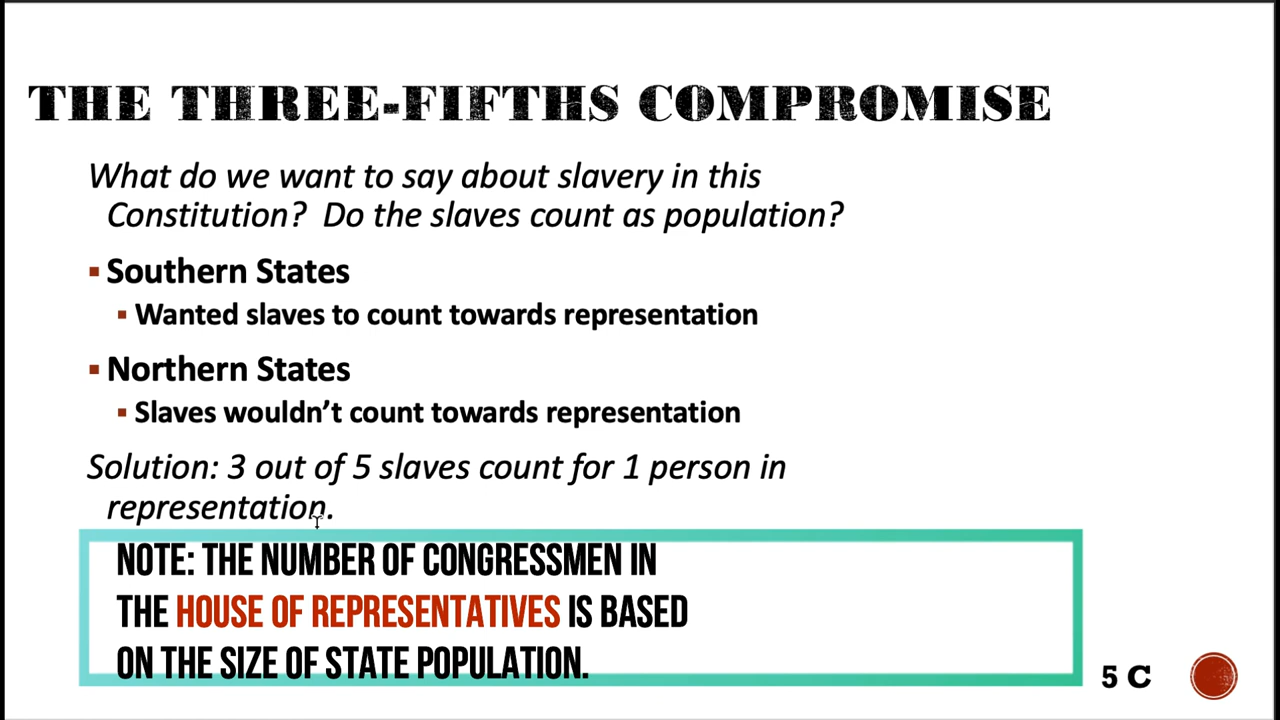 THE THREE-FIFTHS COMPROMISE
What do we want to say about slavery in this
Constitution? Do the slaves count as population?
▪ Southern States
▪ Wanted slaves to count towards representation
▪ Northern States
▪ Slaves wouldn’t count towards representation
Solution: 3 out of 5 slaves count for 1 person in
representation.
NOTE: THE NUMBER OF CONGRESSMEN IN
THE HOUSE OF REPRESENTATIVES IS BASED
ON THE SIZE OF STATE POPULATION.
5 C